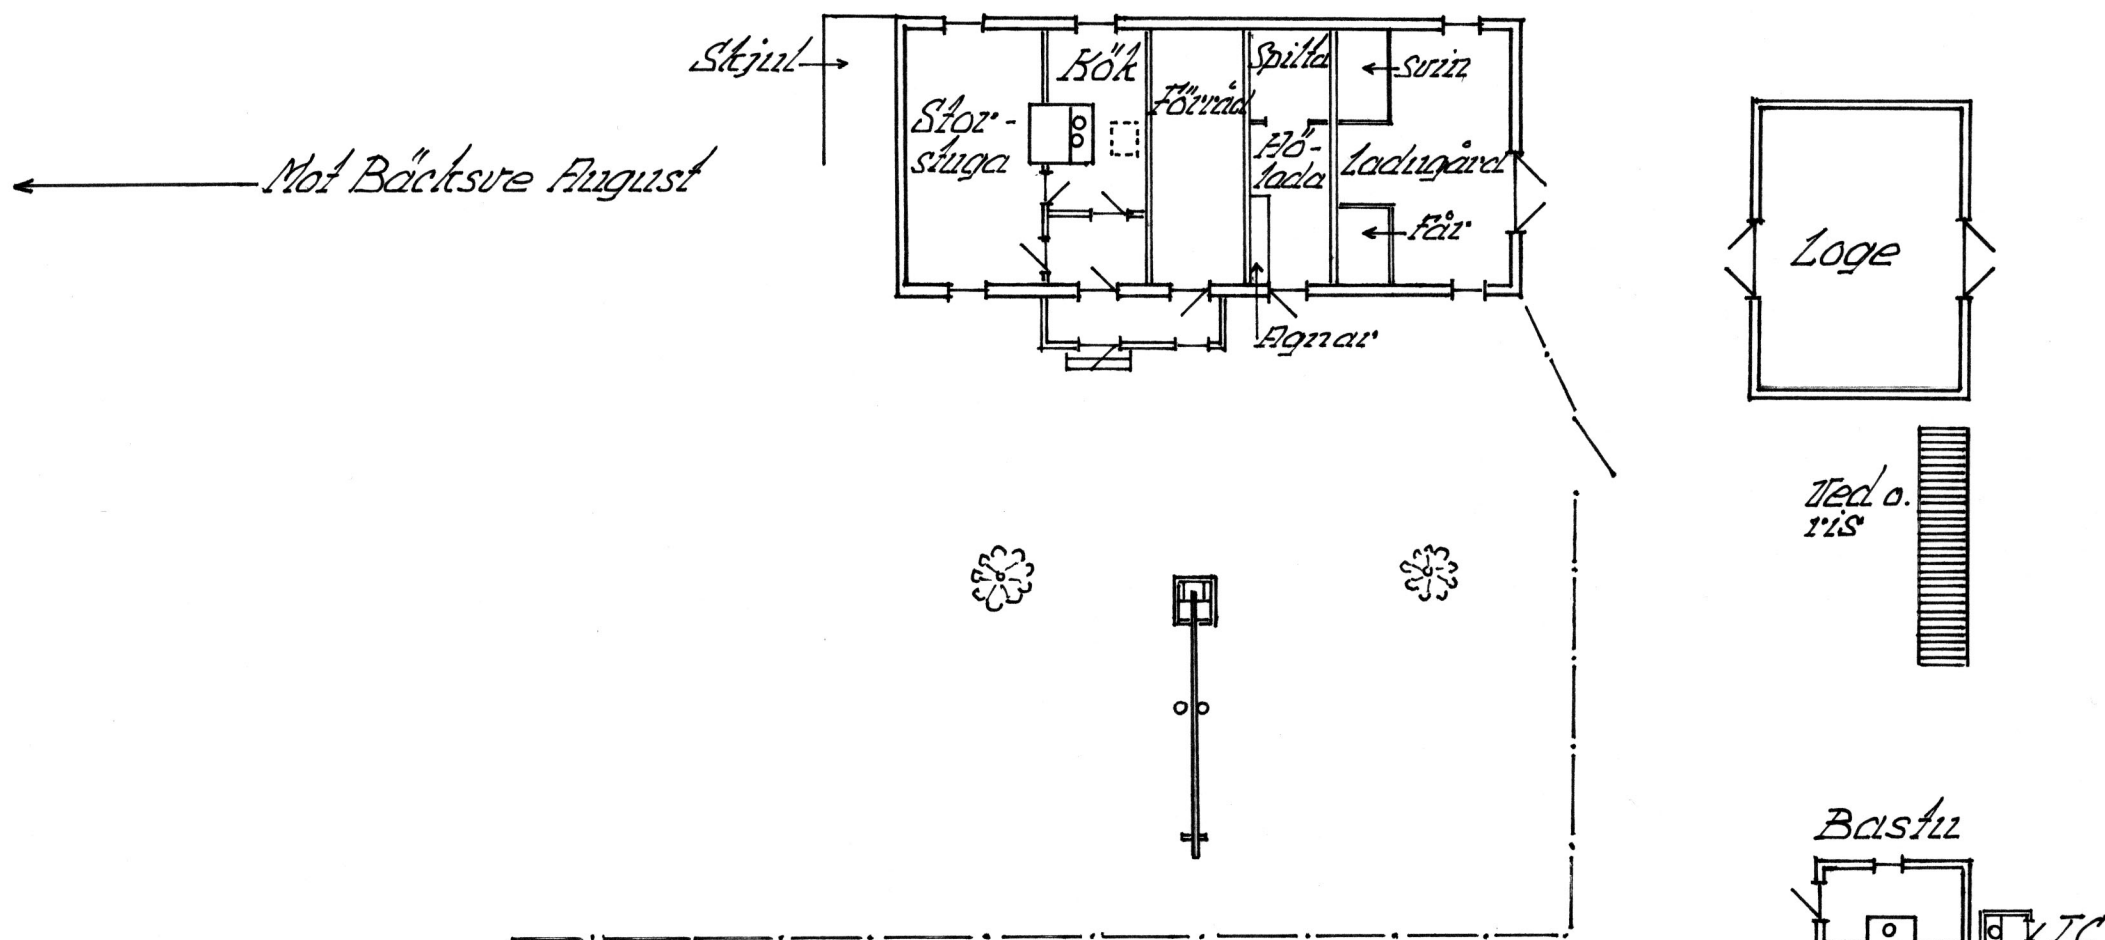 Skjul
Kök
Spilta
svin
Förråd
Stor-
stuga
Hö-
lada
Ladugård
Mot Bäcksve August
får
Loge
Agnar
Ved o.
ris
Bastu